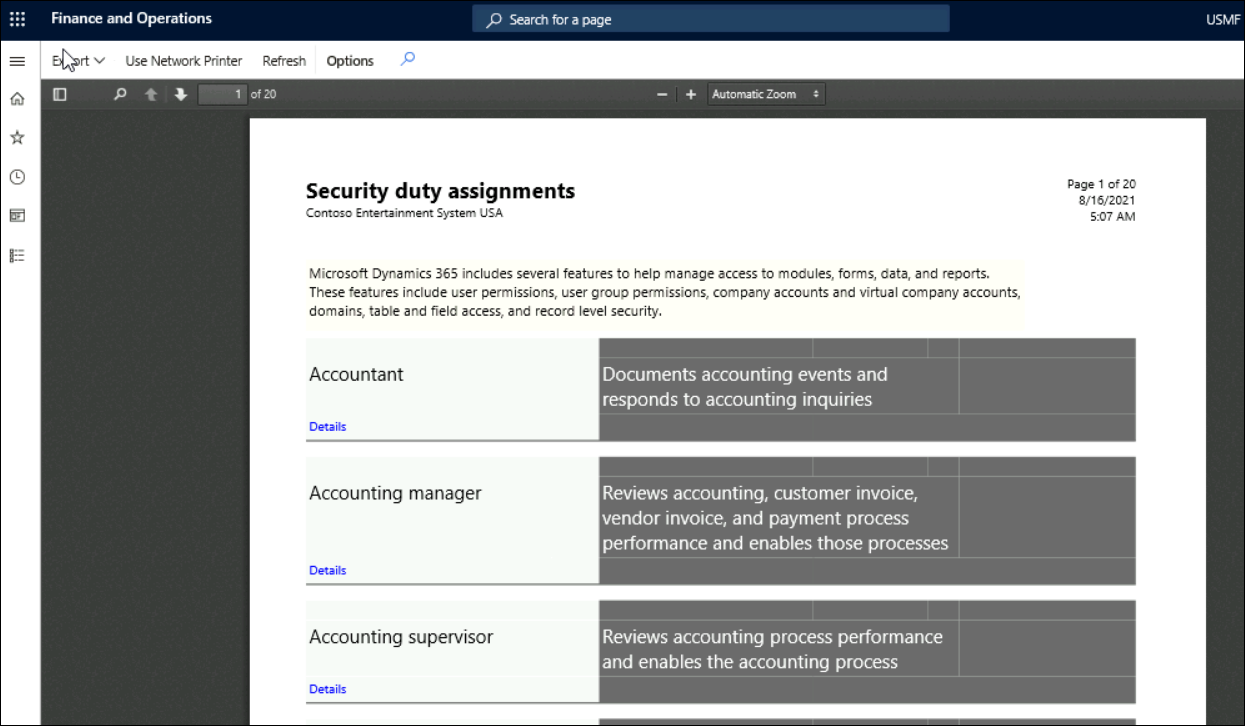 Finance and Operations
Search for a page
USMF
Export
Use Network Printer
Refresh
Options
1 of 20
Automatic Zoom
Security duty assignments
Contoso Entertainment System USA
Page 1 of 20
8/16/2021
5:07 AM
Microsoft Dynamics 365 includes several features to help manage access to modules, forms, data, and reports.
These features include user permissions, user group permissions, company accounts and virtual company accounts,
domains, table and field access, and record level security.
Accountant
Documents accounting events and
responds to accounting inquiries
Details
Accounting manager
Reviews accounting, customer invoice,
vendor invoice, and payment process
performance and enables those processes
Details
Accounting supervisor
Reviews accounting process performance
and enables the accounting process
Details